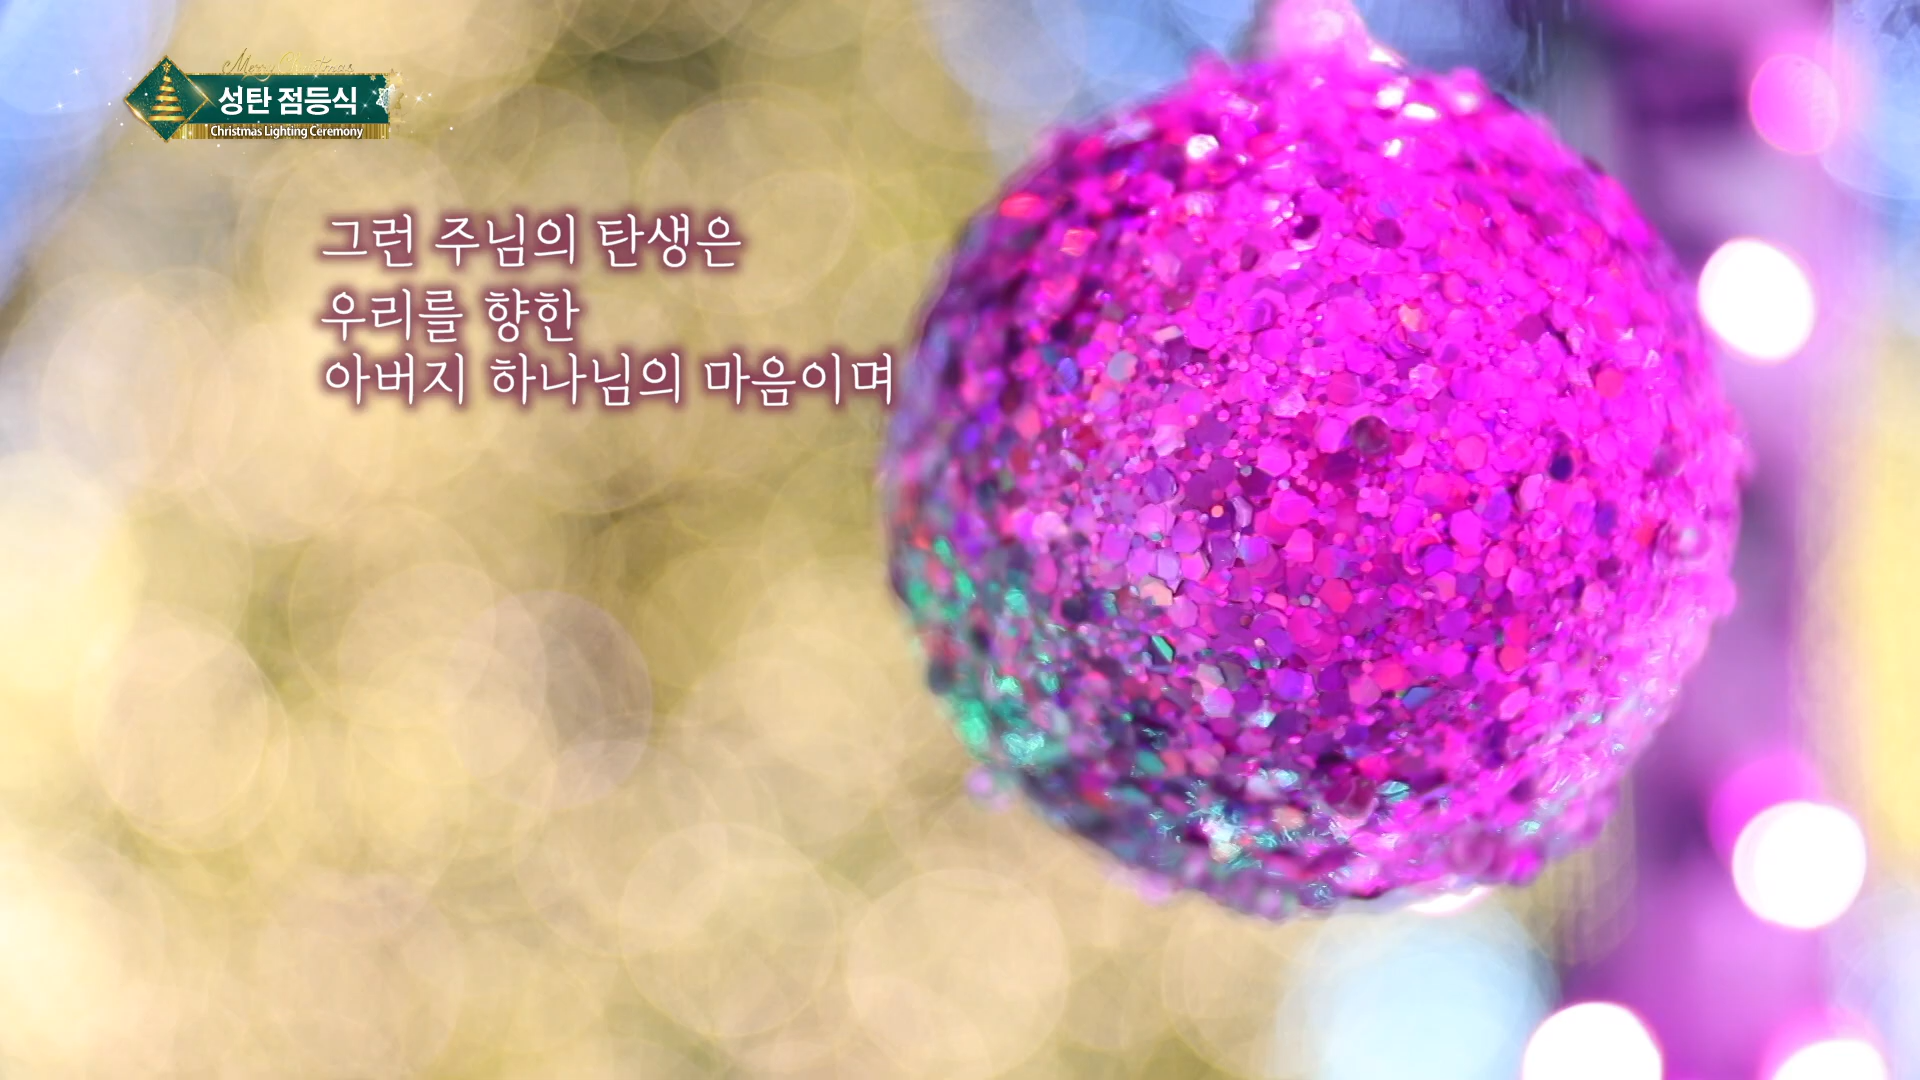 Merry Christmas
성탄 점등식
Christmas Lighting Ceremony
그런 주님의 탄생은
우리를 향한
아버지 하나님의 마음이며